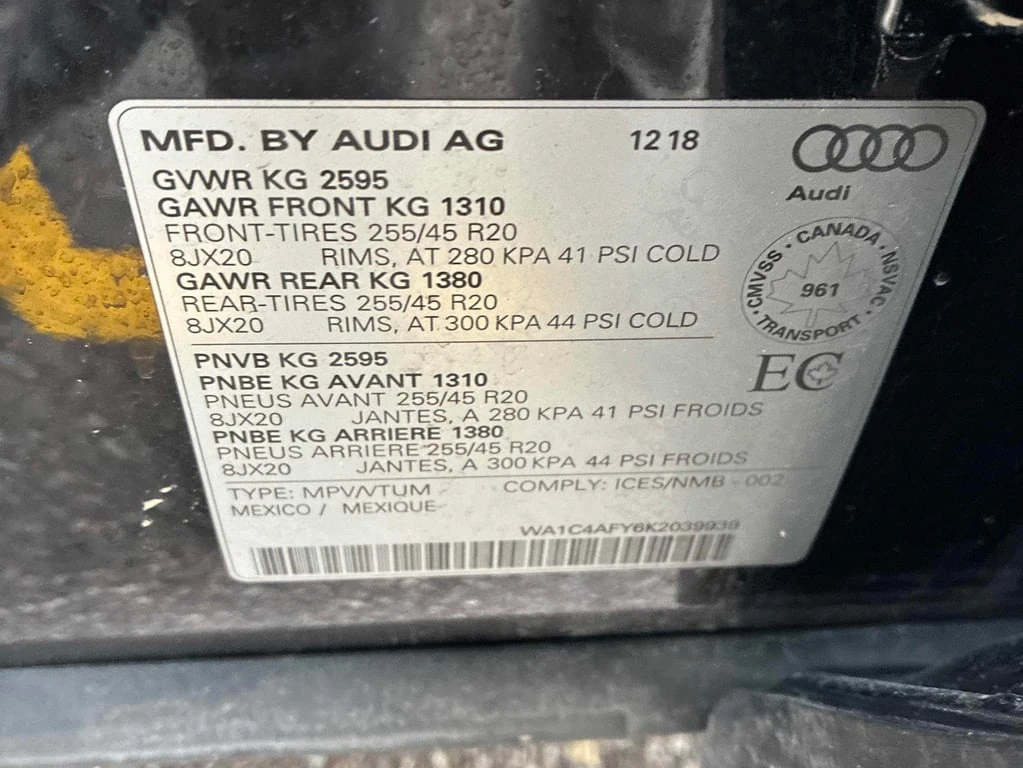 MFD. BY AUDI AG 12 18
Audi
GVWR KG 2595
GAWR FRONT KG 1310
FRONT-TIRES 255/45 R20
8JX20 RIMS, AT 280 KPA 41 PSI COLD
GAWR REAR KG 1380
REAR-TIRES 255/45 R20
8JX20 RIMS, AT 300 KPA 44 PSI COLD
CANADA · NSVAC · TRANSPORT · CMVSS ·
961
EC
PNVB KG 2595
PNBE KG AVANT 1310
PNEUS AVANT 255/45 R20
8JX20 JANTES, A 280 KPA 41 PSI FROIDS
PNBE KG ARRIERE 1380
PNEUS ARRIERE 255/45 R20
8JX20 JANTES, A 300 KPA 44 PSI FROIDS
TYPE: MPV/VTUM COMPLY: ICES/NMB - 002
MEXICO / MEXIQUE
WA1C4AFY6K2039939